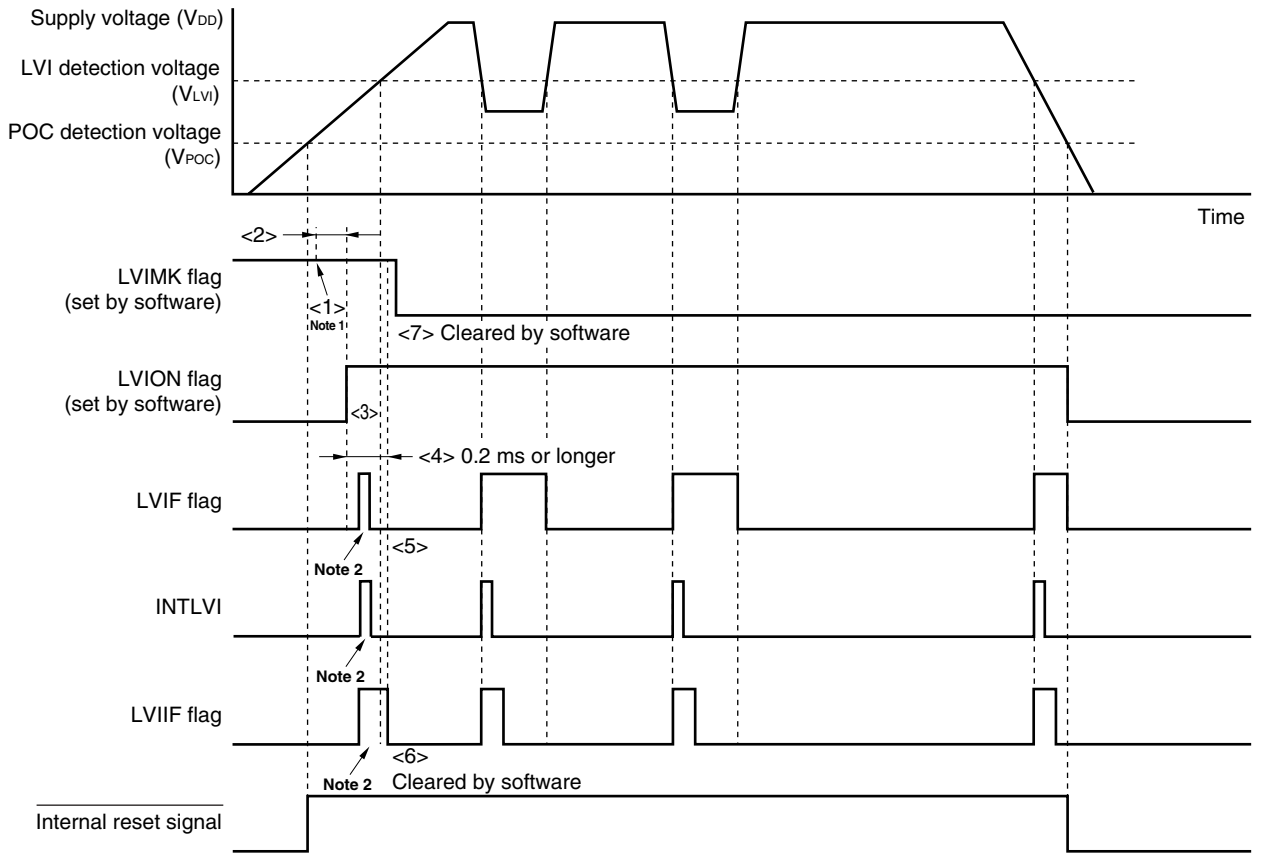 Supply voltage (VDD)
LVI detection voltage
(VLVI)
POC detection voltage
(VPOC)
Time
<2>
LVIMK flag
(set by software)
<1>
Note 1
<7> Cleared by software
LVION flag
(set by software)
<3>
<4> 0.2 ms or longer
LVIF flag
<5>
Note 2
INTLVI
Note 2
LVIIF flag
<6>
Note 2
Cleared by software
Internal reset signal